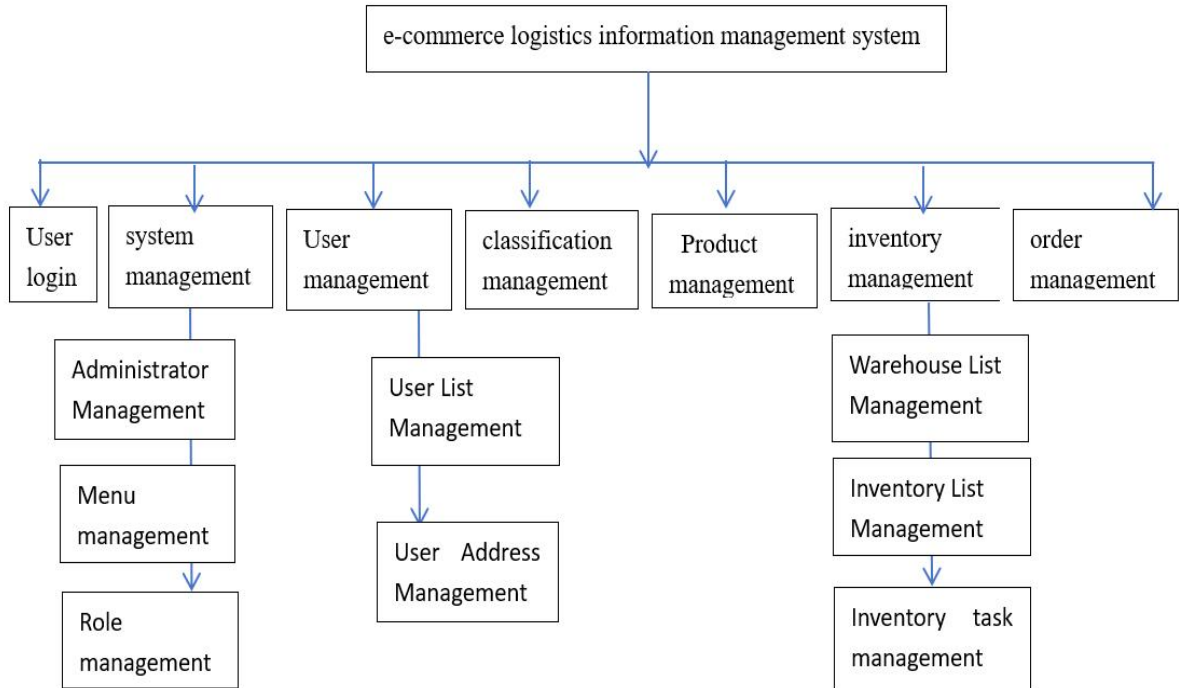 e-commerce logistics information management system
User
login
system
management
User
management
classification
management
Product
management
inventory
management
order
management
Administrator
Management
Menu
management
Role
management
User List
Management
User Address
Management
Warehouse List
Management
Inventory List
Management
Inventory task
management